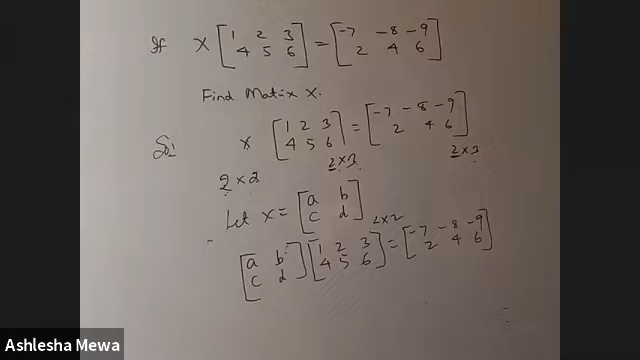 If X [1 2 3 = [-7 -8 -9
4 5 6] 2 4 6]
Find Matrix X.
Sol: X [1 2 3 = [-7 -8 -9
4 5 6] 2 4 6]
2×3 2×3
2×2
Let X = [a b
c d] 2×2
[a b [1 2 3 = [-7 -8 -9
c d] 4 5 6] 2 4 6]
Ashlesha Mewa